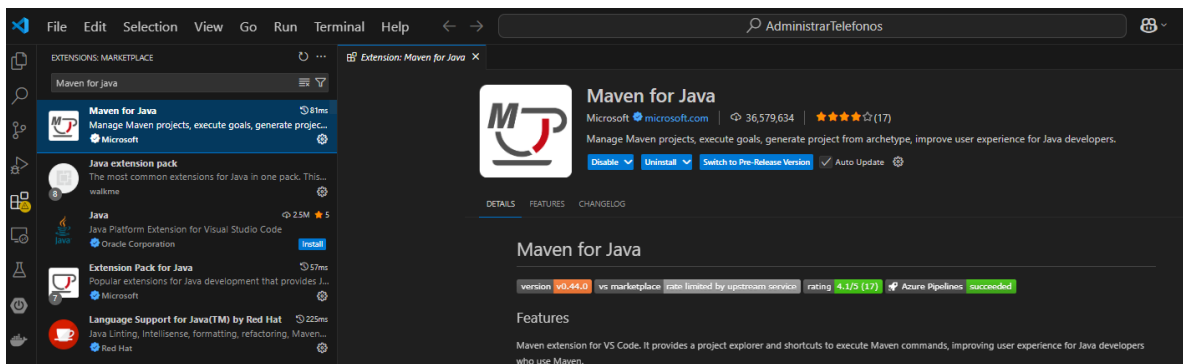 File Edit Selection View Go Run Terminal Help
AdministrarTelefonos
EXTENSIONS: MARKETPLACE
Maven for java
Maven for Java 81ms
Manage Maven projects, execute goals, generate projec...
Microsoft
Java extension pack
The most common extensions for Java in one pack. This...
8
walkme
Java 2.5M 5
Java Platform Extension for Visual Studio Code
Oracle Corporation Install
Extension Pack for Java 57ms
Popular extensions for Java development that provides J...
7
Microsoft
Language Support for Java(TM) by Red Hat 225ms
Java Linting, Intellisense, formatting, refactoring, Maven...
Red Hat
Extension: Maven for Java
Maven for Java
Microsoft microsoft.com 36,579,634 (17)
Manage Maven projects, execute goals, generate project from archetype, improve user experience for Java developers.
Disable Uninstall Switch to Pre-Release Version Auto Update
DETAILS FEATURES CHANGELOG
Maven for Java
version v0.44.0 vs marketplace rate limited by upstream service rating 4.1/5 (17) Azure Pipelines succeeded
Features
Maven extension for VS Code. It provides a project explorer and shortcuts to execute Maven commands, improving user experience for Java developers
who use Maven.